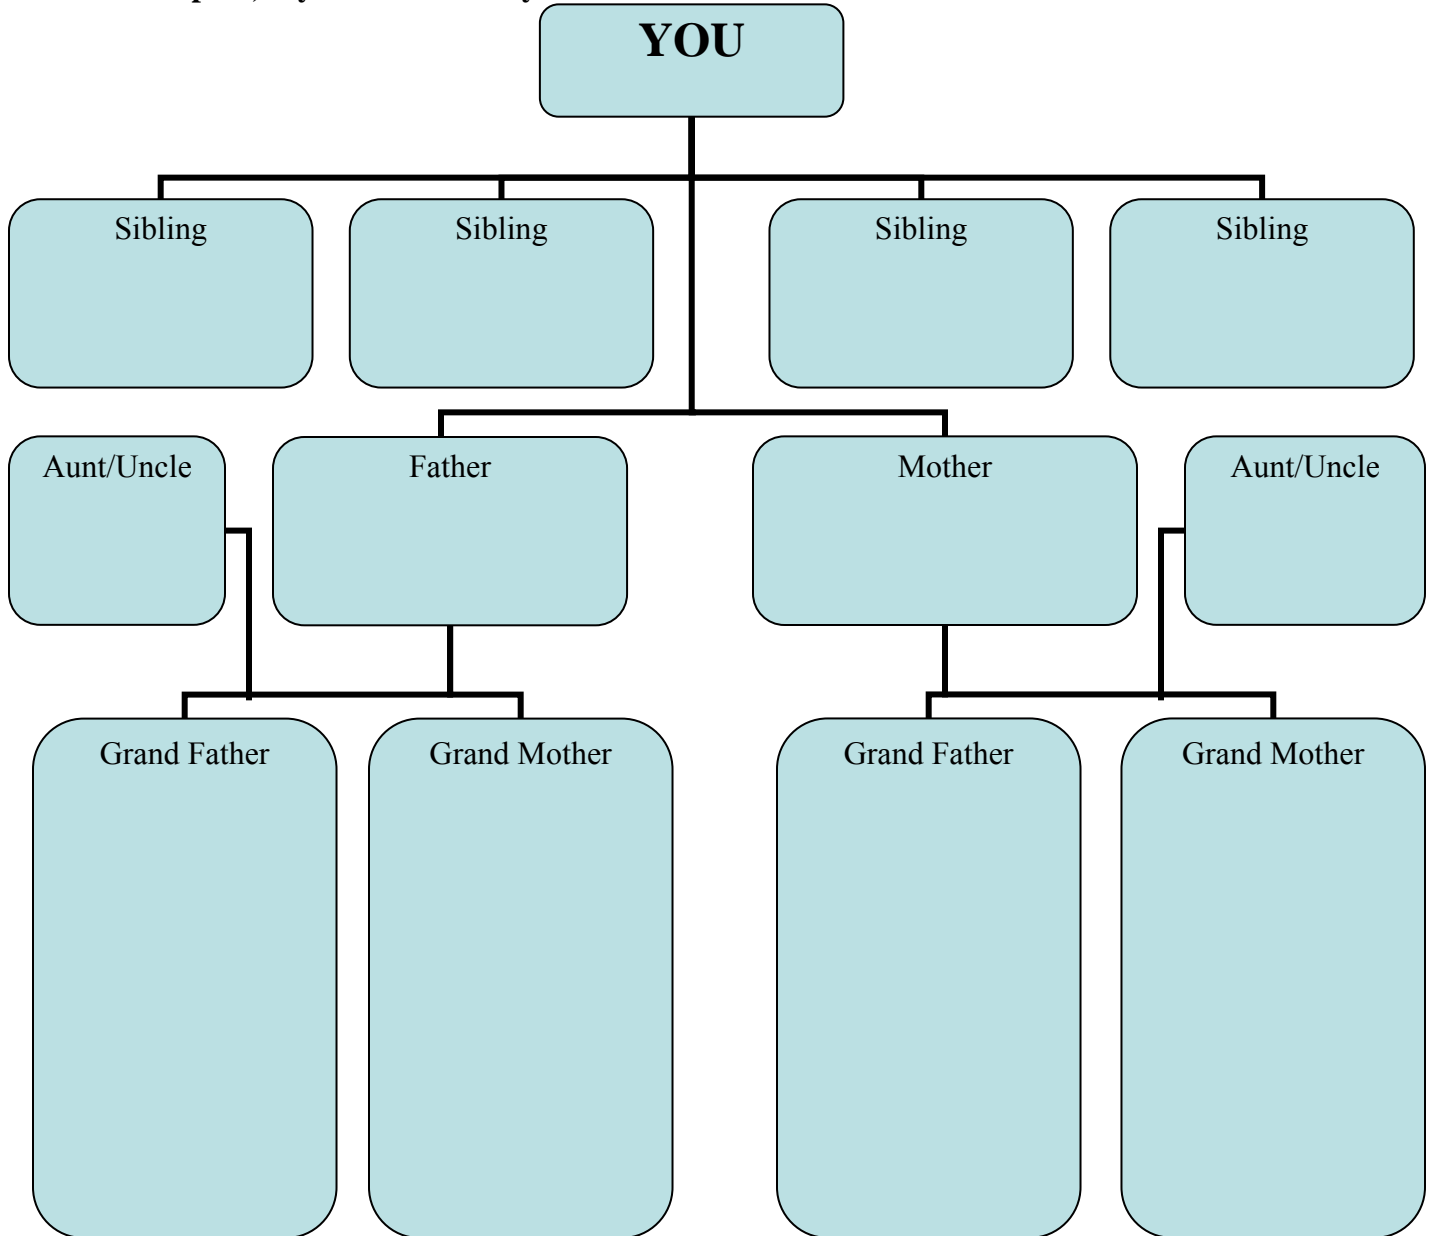 YOU
Sibling Sibling Sibling Sibling
Aunt/Uncle Father Mother Aunt/Uncle
Grand Father Grand Mother Grand Father Grand Mother